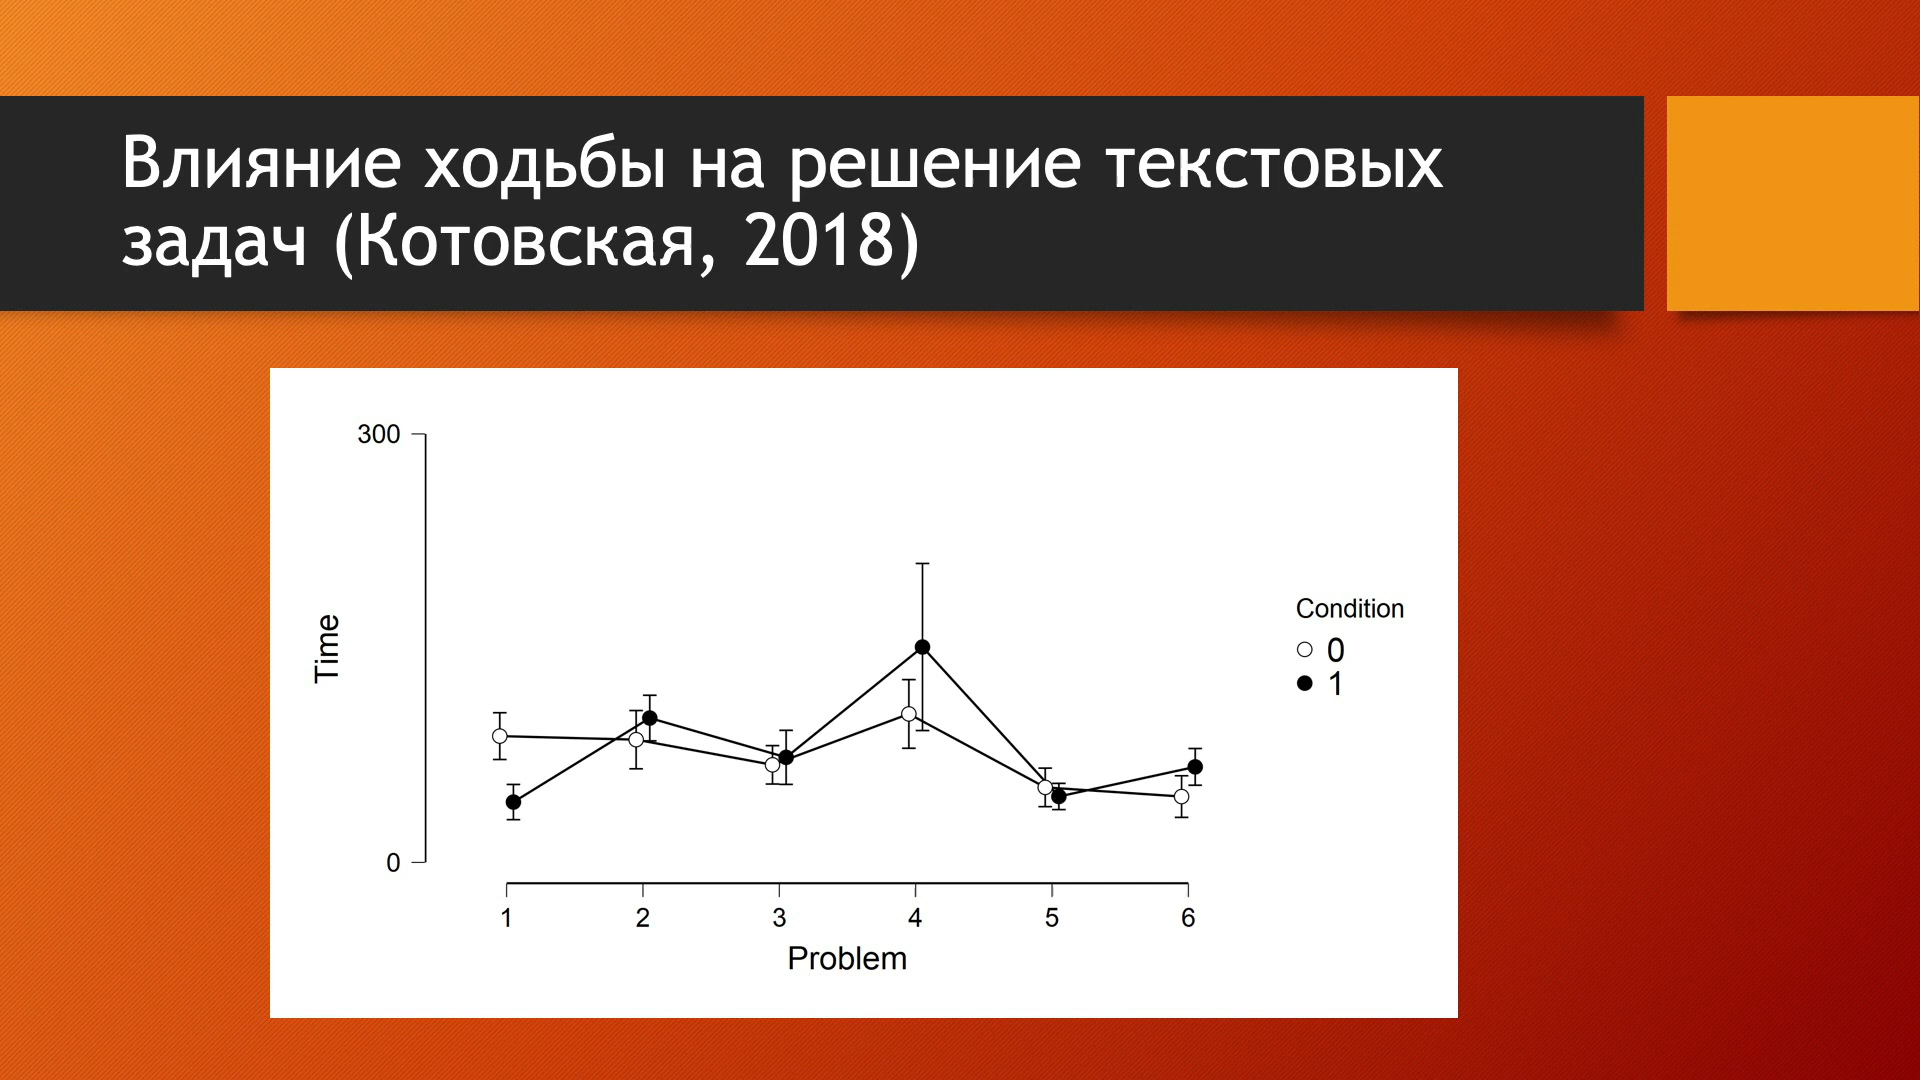 Влияние ходьбы на решение текстовых
задач (Котовская, 2018)
300
Time
0
1 2 3 4 5 6
Problem
Condition
0
1